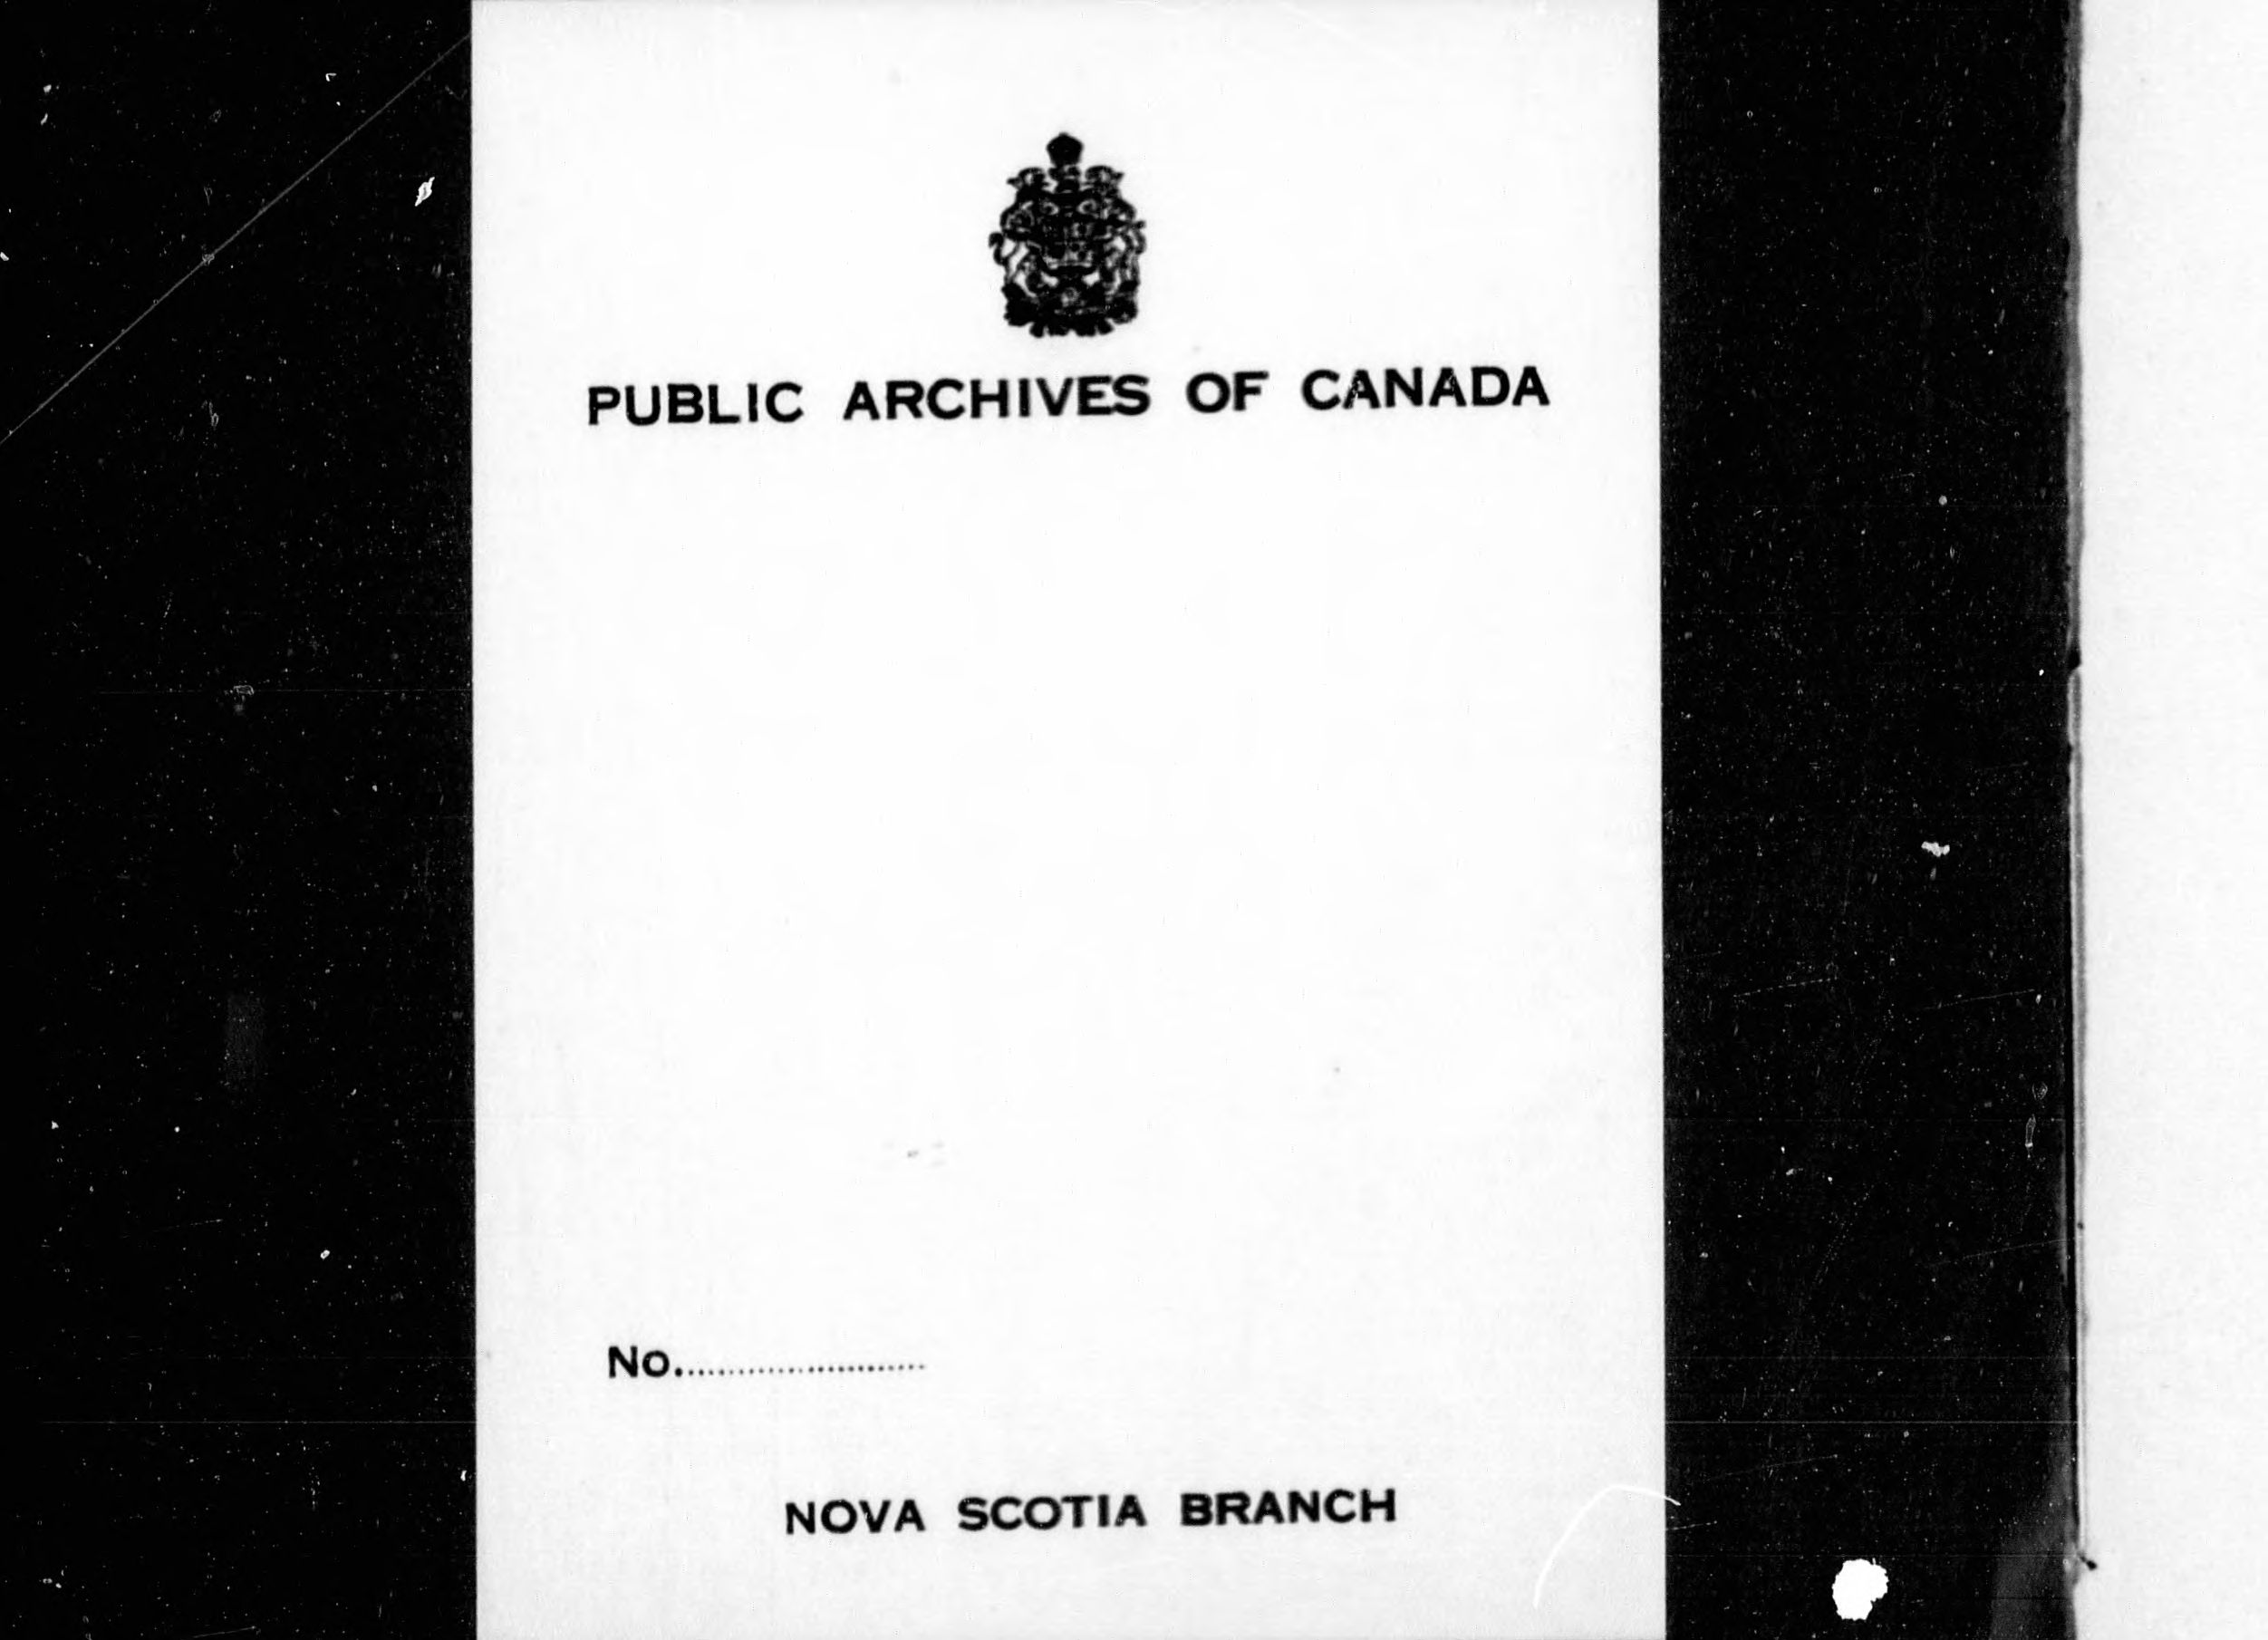 PUBLIC ARCHIVES OF CANADA
No.........................
NOVA SCOTIA BRANCH